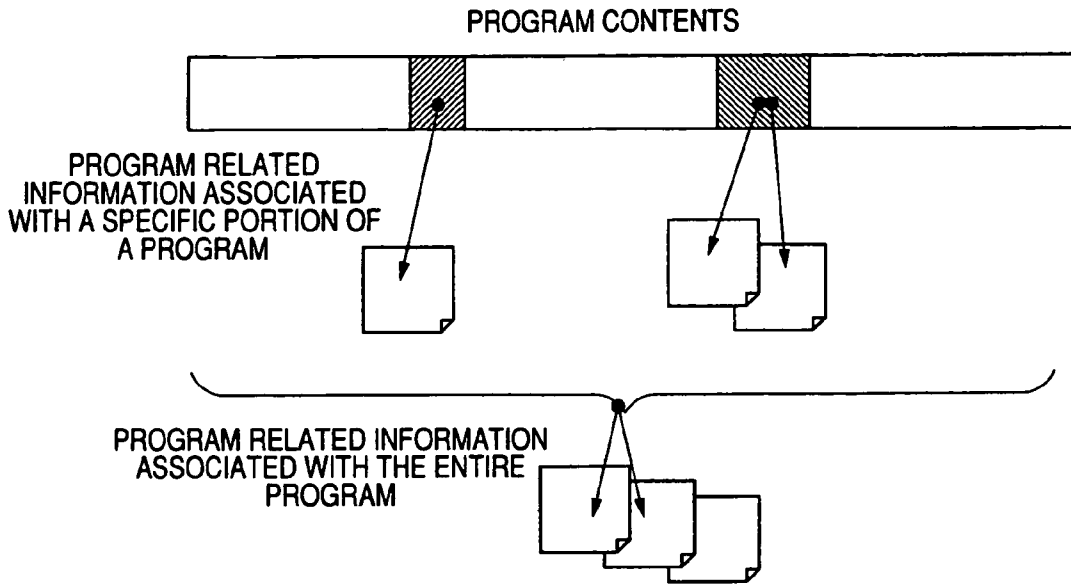 PROGRAM CONTENTS
PROGRAM RELATED
INFORMATION ASSOCIATED
WITH A SPECIFIC PORTION OF
A PROGRAM
PROGRAM RELATED INFORMATION
ASSOCIATED WITH THE ENTIRE
PROGRAM